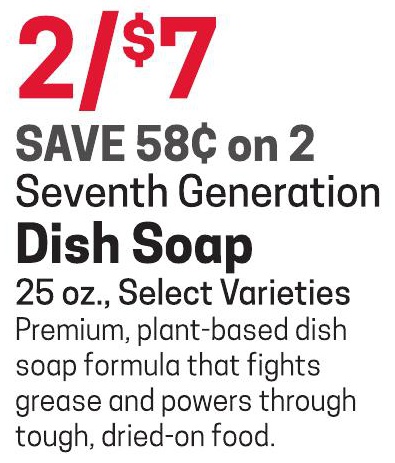 2/$7
SAVE 58¢ on 2
Seventh Generation
Dish Soap
25 oz., Select Varieties
Premium, plant-based dish
soap formula that fights
grease and powers through
tough, dried-on food.